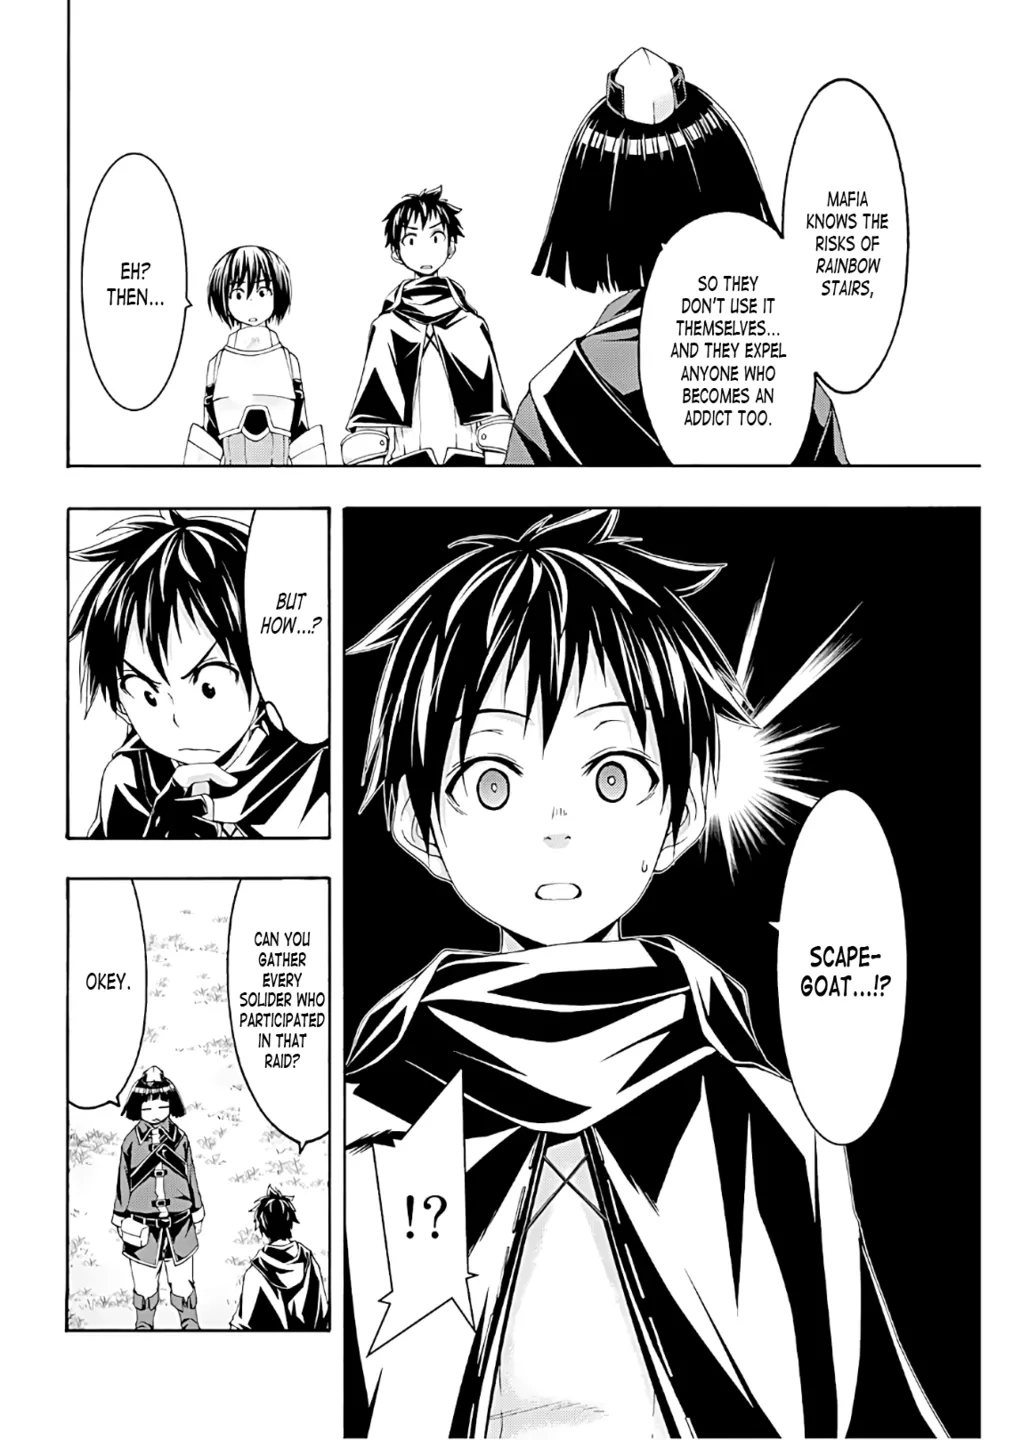 MAFIA
KNOWS THE
RISKS OF
RAINBOW
STAIRS,
SO THEY
DON'T USE IT
THEMSELVES...
AND THEY EXPEL
ANYONE WHO
BECOMES AN
ADDICT TOO.
EH?
THEN...
SCAPE-
GOAT...!?
!?
BUT
HOW...?
CAN YOU
GATHER
EVERY
SOLIDER WHO
PARTICIPATED
IN THAT
RAID?
OKEY.